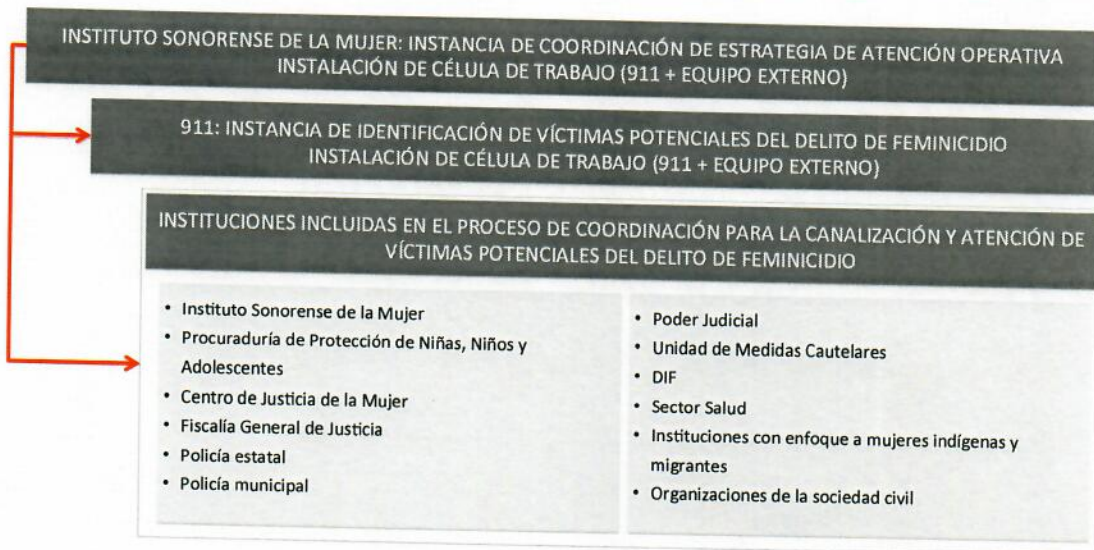 INSTITUTO SONORENSE DE LA MUJER: INSTANCIA DE COORDINACIÓN DE ESTRATEGIA DE ATENCIÓN OPERATIVA
INSTALACIÓN DE CÉLULA DE TRABAJO (911 + EQUIPO EXTERNO)
911: INSTANCIA DE IDENTIFICACIÓN DE VÍCTIMAS POTENCIALES DEL DELITO DE FEMINICIDIO
INSTALACIÓN DE CÉLULA DE TRABAJO (911 + EQUIPO EXTERNO)
INSTITUCIONES INCLUIDAS EN EL PROCESO DE COORDINACIÓN PARA LA CANALIZACIÓN Y ATENCIÓN DE
VÍCTIMAS POTENCIALES DEL DELITO DE FEMINICIDIO
• Instituto Sonorense de la Mujer
• Procuraduría de Protección de Niñas, Niños y
Adolescentes
• Centro de Justicia de la Mujer
• Fiscalía General de Justicia
• Policía estatal
• Policía municipal
• Poder Judicial
• Unidad de Medidas Cautelares
• DIF
• Sector Salud
• Instituciones con enfoque a mujeres indígenas y
migrantes
• Organizaciones de la sociedad civil